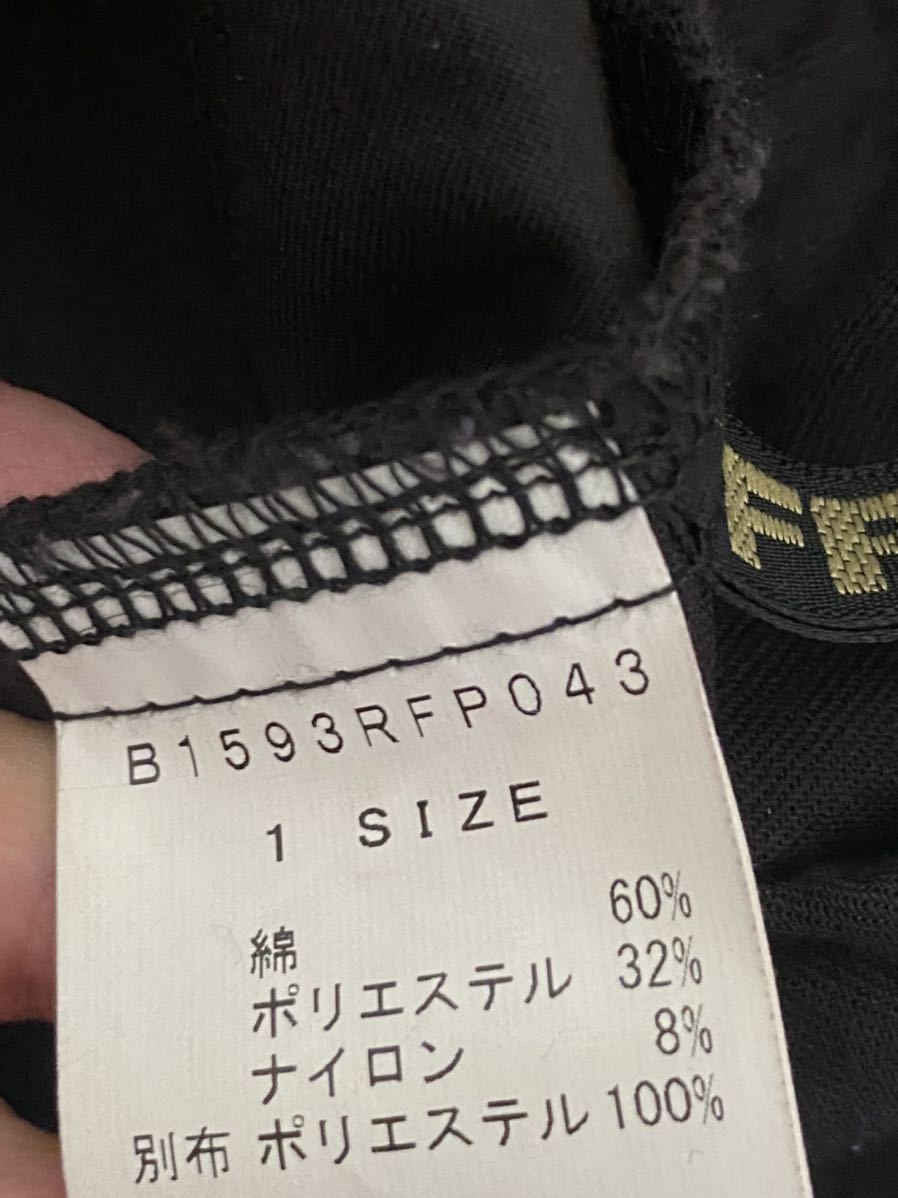 B1593RFP043
1 SIZE
綿 60%
ポリエステル 32%
ナイロン 8%
別布 ポリエステル 100%